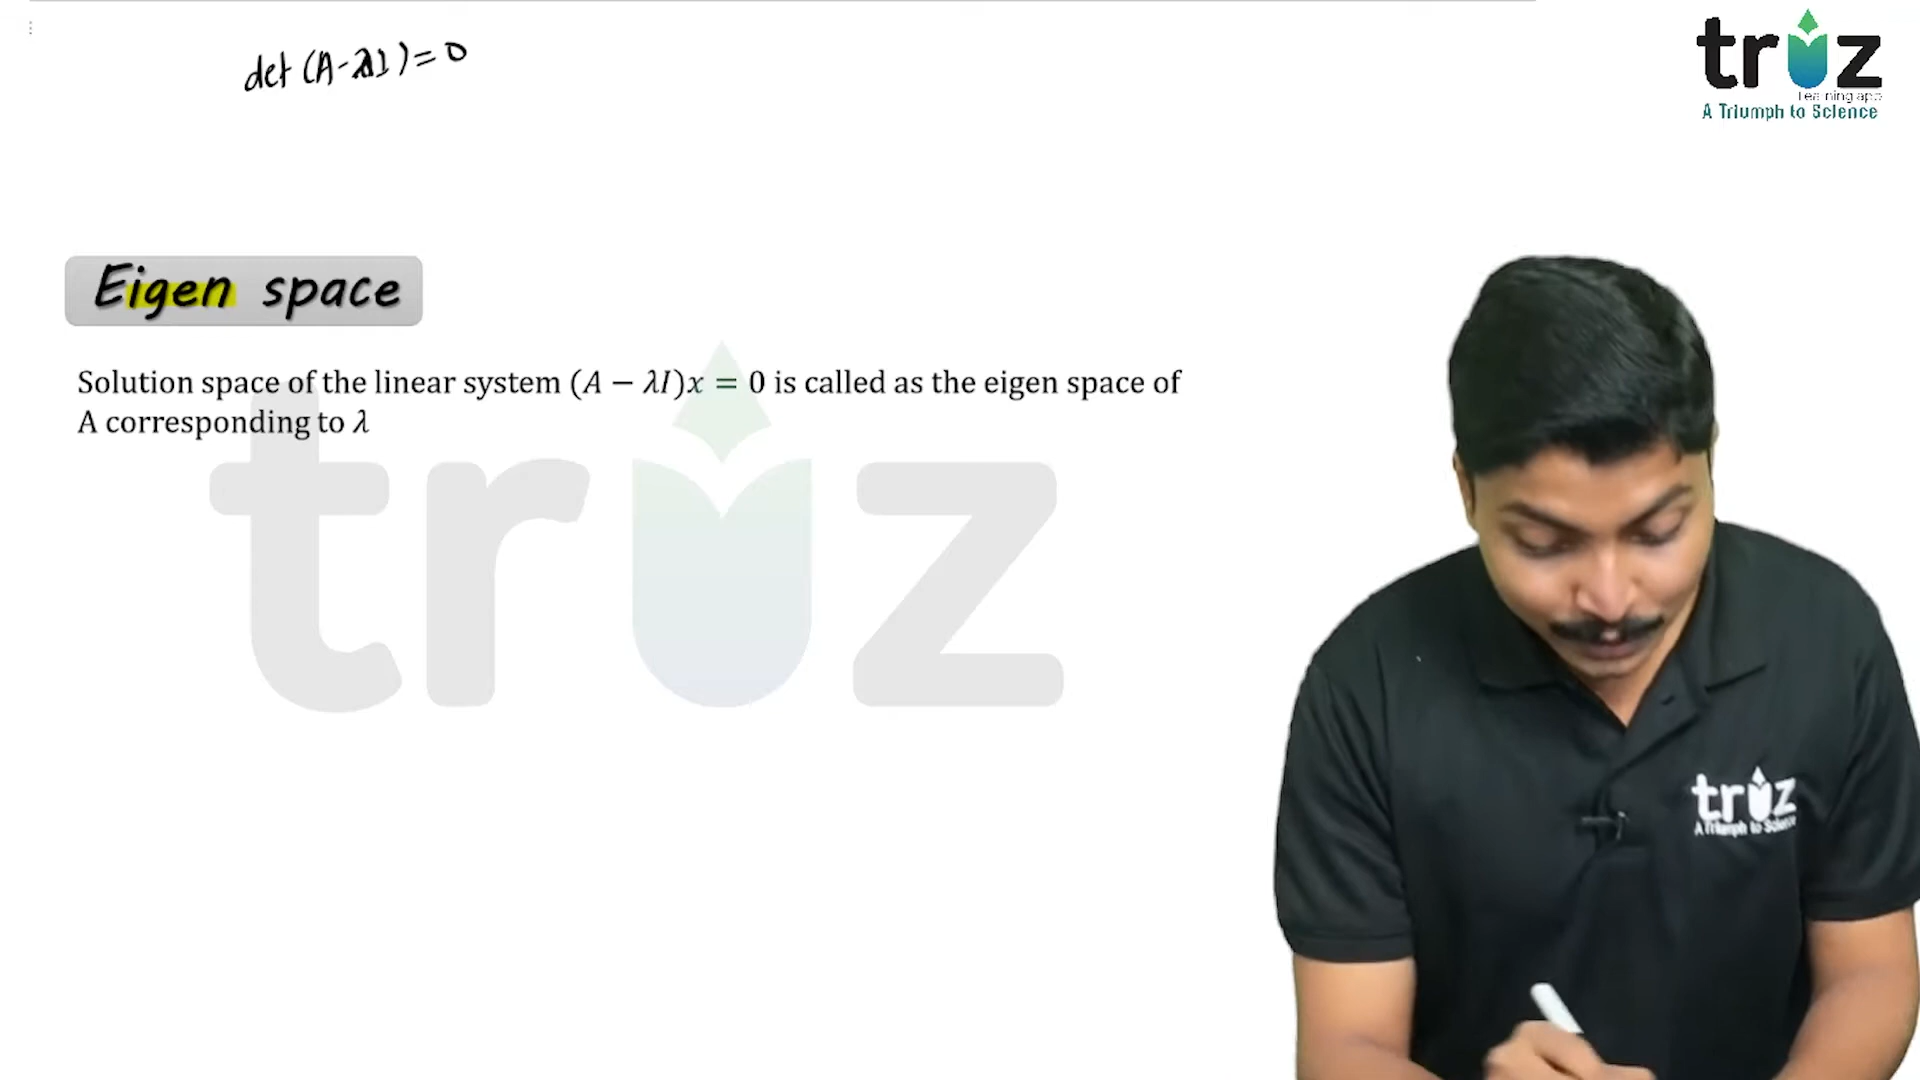 det (A-λI)=0
truz
Learning app
A Triumph to Science
Eigen space
Solution space of the linear system (A − λI)x = 0 is called as the eigen space of
A corresponding to λ
truz
truz
A Triumph to Science